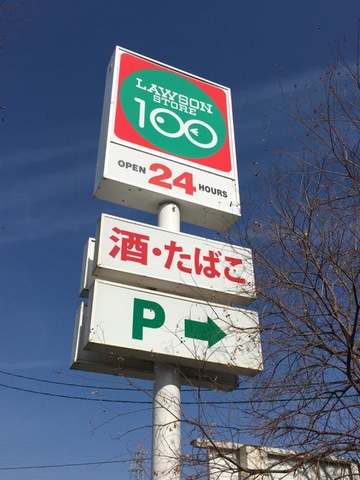 LAWSON
STORE
100
OPEN 24 HOURS
酒・たばこ
P →